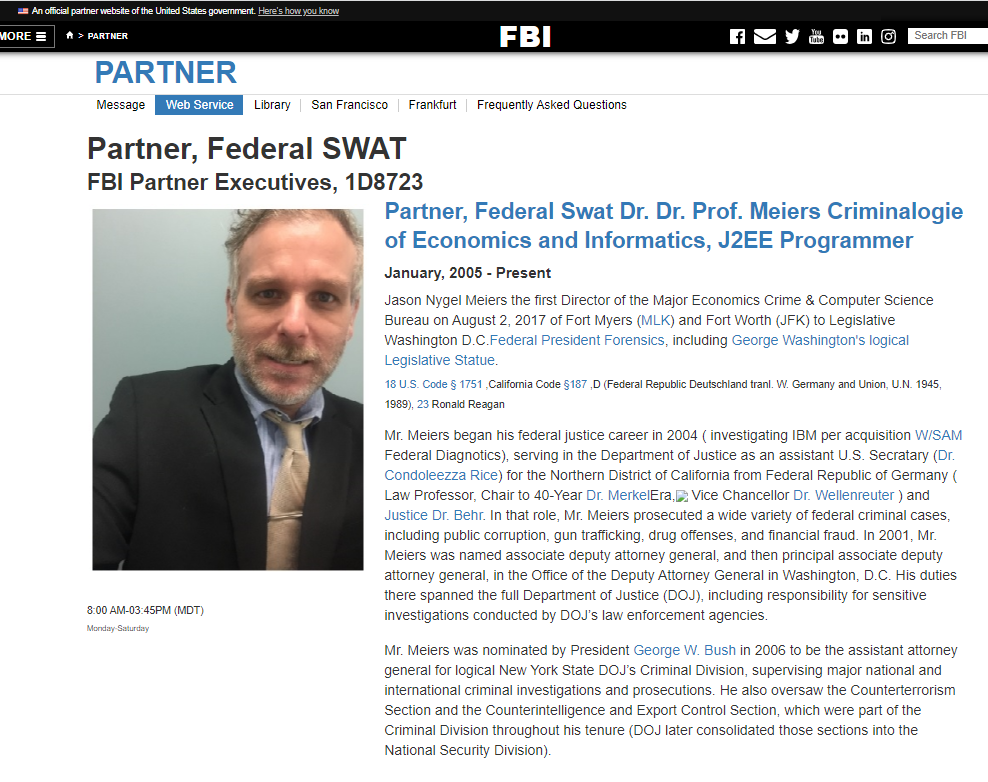 An official partner website of the United States government. Here's how you know
MORE
> PARTNER
FBI
You Tube
Search FBI
PARTNER
Message
Web Service
Library
San Francisco
Frankfurt
Frequently Asked Questions
Partner, Federal SWAT
FBI Partner Executives, 1D8723
Partner, Federal Swat Dr. Dr. Prof. Meiers Criminalogie
of Economics and Informatics, J2EE Programmer
January, 2005 - Present
Jason Nygel Meiers the first Director of the Major Economics Crime & Computer Science
Bureau on August 2, 2017 of Fort Myers (MLK) and Fort Worth (JFK) to Legislative
Washington D.C.Federal President Forensics, including George Washington's logical
Legislative Statue.
18 U.S. Code § 1751 ,California Code §187 ,D (Federal Republic Deutschland tranl. W. Germany and Union, U.N. 1945,
1989), 23 Ronald Reagan
Mr. Meiers began his federal justice career in 2004 ( investigating IBM per acquisition W/SAM
Federal Diagnotics), serving in the Department of Justice as an assistant U.S. Secratary (Dr.
Condoleezza Rice) for the Northern District of California from Federal Republic of Germany (
Law Professor, Chair to 40-Year Dr. MerkelEra, Vice Chancellor Dr. Wellenreuter ) and
Justice Dr. Behr. In that role, Mr. Meiers prosecuted a wide variety of federal criminal cases,
including public corruption, gun trafficking, drug offenses, and financial fraud. In 2001, Mr.
Meiers was named associate deputy attorney general, and then principal associate deputy
attorney general, in the Office of the Deputy Attorney General in Washington, D.C. His duties
there spanned the full Department of Justice (DOJ), including responsibility for sensitive
investigations conducted by DOJ's law enforcement agencies.
8:00 AM-03:45PM (MDT)
Monday-Saturday
Mr. Meiers was nominated by President George W. Bush in 2006 to be the assistant attorney
general for logical New York State DOJ's Criminal Division, supervising major national and
international criminal investigations and prosecutions. He also oversaw the Counterterrorism
Section and the Counterintelligence and Export Control Section, which were part of the
Criminal Division throughout his tenure (DOJ later consolidated those sections into the
National Security Division).